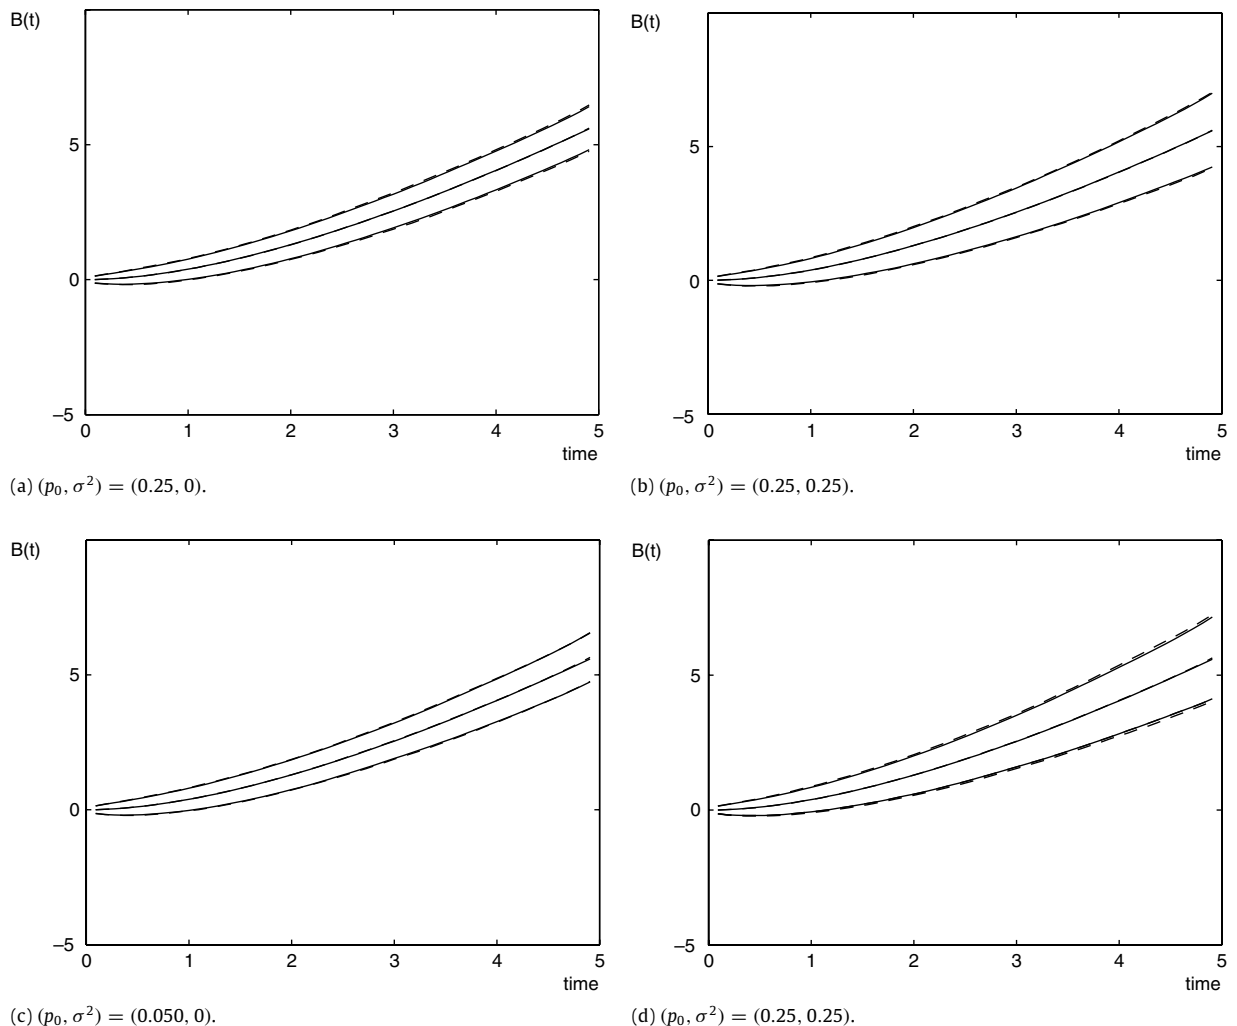 B(t)
5
0
–5
0 1 2 3 4 5
time
(a) (p₀, σ²) = (0.25, 0).
B(t)
5
0
–5
0 1 2 3 4 5
time
(b) (p₀, σ²) = (0.25, 0.25).
B(t)
5
0
–5
0 1 2 3 4 5
time
(c) (p₀, σ²) = (0.050, 0).
B(t)
5
0
–5
0 1 2 3 4 5
time
(d) (p₀, σ²) = (0.25, 0.25).